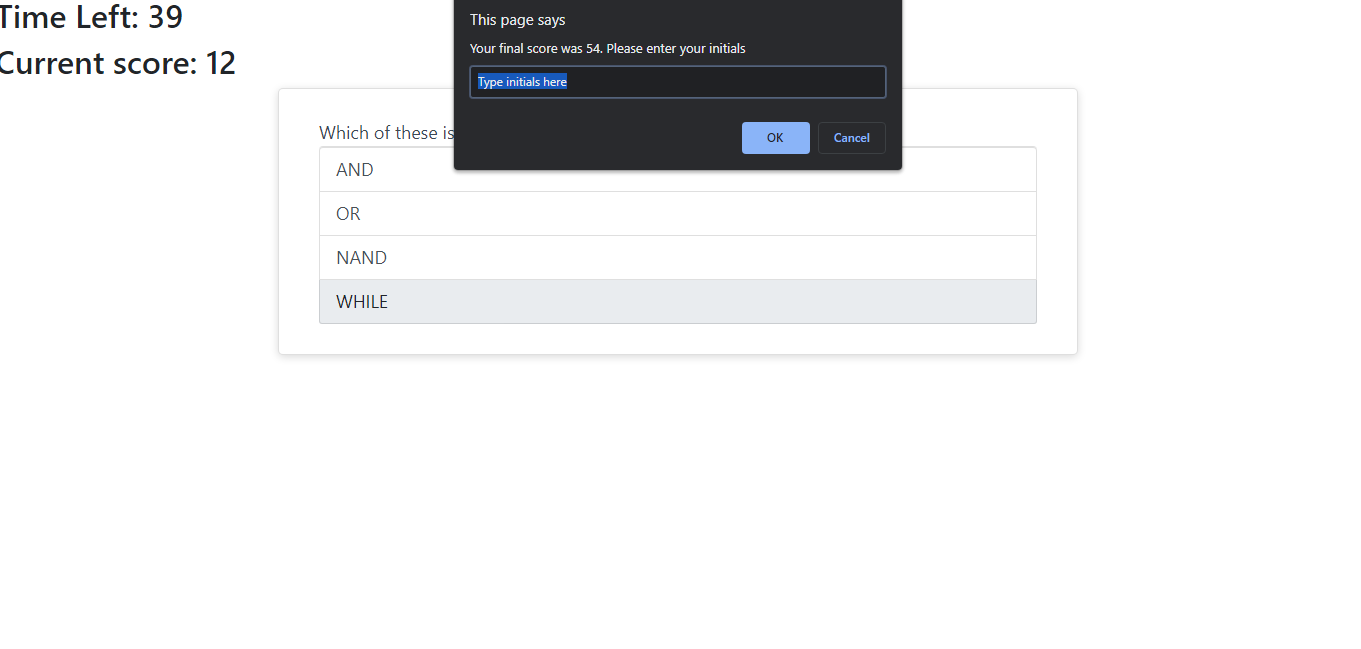 Time Left: 39
Current score: 12
This page says
Your final score was 54. Please enter your initials
Type initials here
OK
Cancel
Which of these is
AND
OR
NAND
WHILE